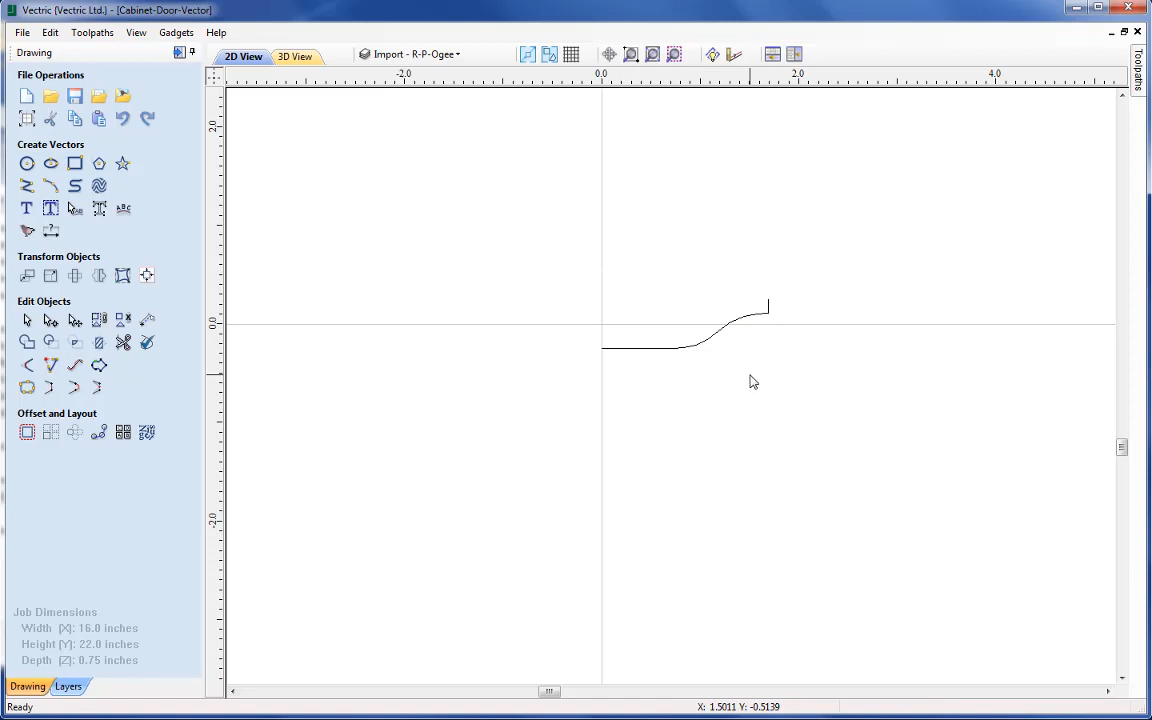 Vectric {Vectric Ltd.} - [Cabinet-Door-Vector]
File Edit Toolpaths View Gadgets Help
Drawing
2D View
3D View
Import - R-P-Ogee
Toolpaths
File Operations
-2.0 0.0 2.0 4.0
2.0
0.0
-2.0
Create Vectors
Transform Objects
Edit Objects
Offset and Layout
Job Dimensions
Width (X): 16.0 inches
Height (Y): 22.0 inches
Depth (Z): 0.75 inches
Drawing
Layers
Ready
X: 1.5011 Y: -0.5139